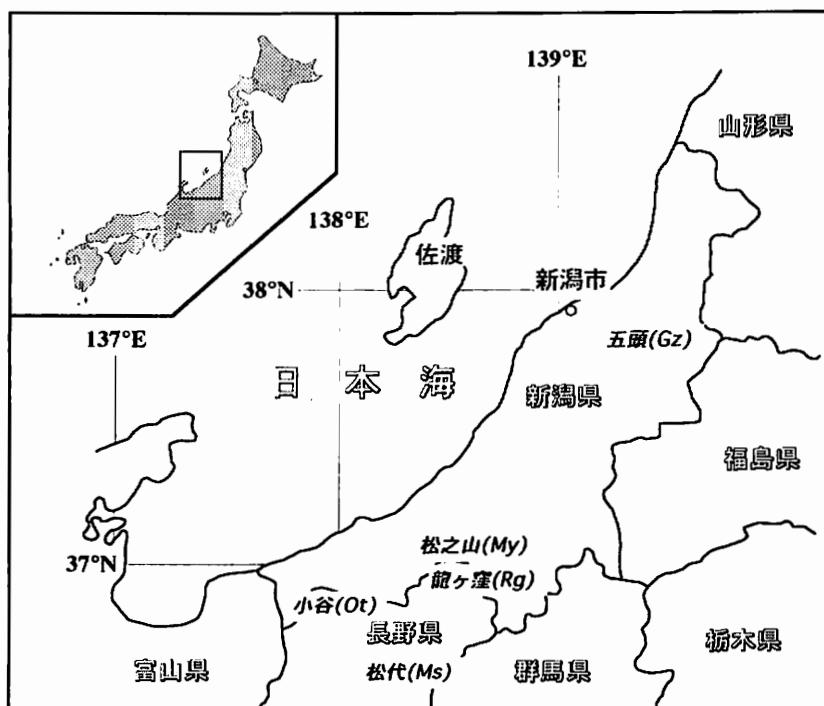 139°E
山形県
138°E
佐渡
38°N
新潟市
137°E
五頭(Gz)
日本海
新潟県
福島県
松之山(My)
37°N
龍ヶ窪(Rg)
小谷(Ot)
長野県
栃木県
富山県
松代(Ms)
群馬県